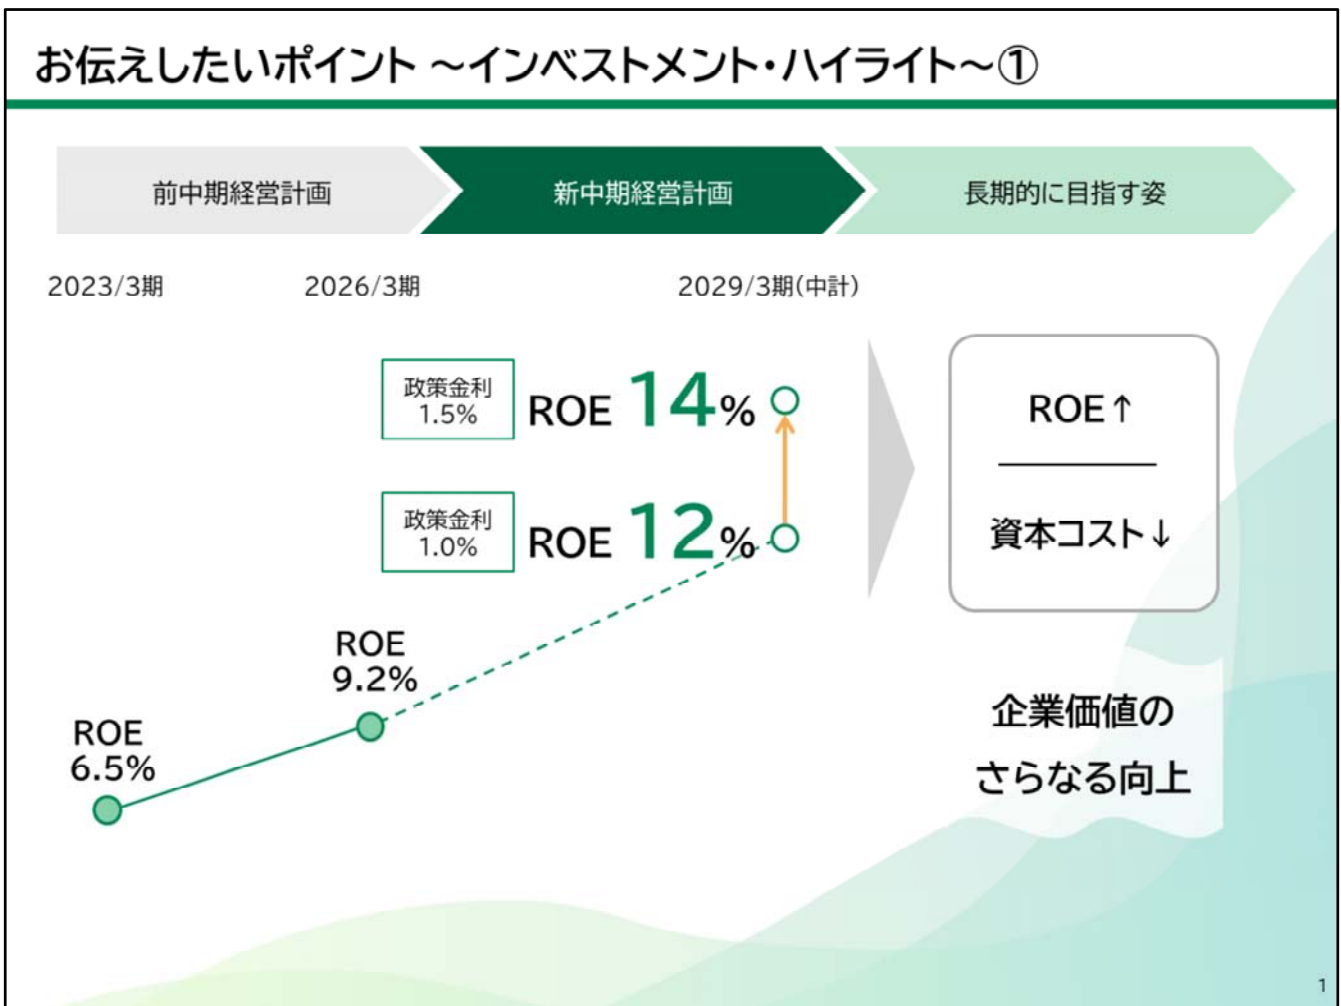 お伝えしたいポイント ～インベストメント・ハイライト～①
前中期経営計画
新中期経営計画
長期的に目指す姿
2023/3期
2026/3期
2029/3期(中計)
政策金利
1.5%
ROE 14%
政策金利
1.0%
ROE 12%
ROE
9.2%
ROE
6.5%
ROE↑
資本コスト↓
企業価値の
さらなる向上
1